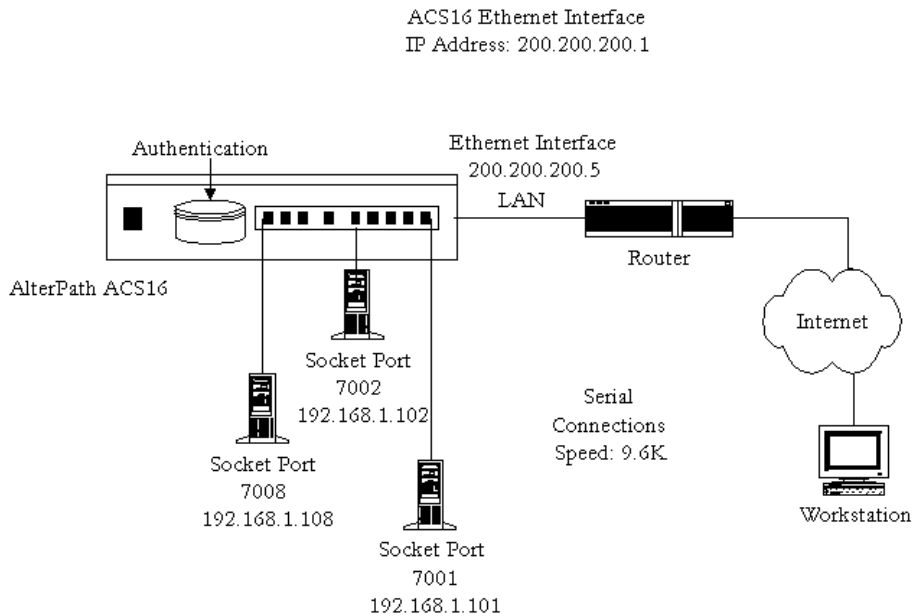 ACS16 Ethernet Interface
IP Address: 200.200.200.1
Ethernet Interface
200.200.200.5
LAN
Authentication
AlterPath ACS16
Router
Internet
Socket Port
7002
192.168.1.102
Serial
Connections
Speed: 9.6K
Socket Port
7008
192.168.1.108
Workstation
Socket Port
7001
192.168.1.101